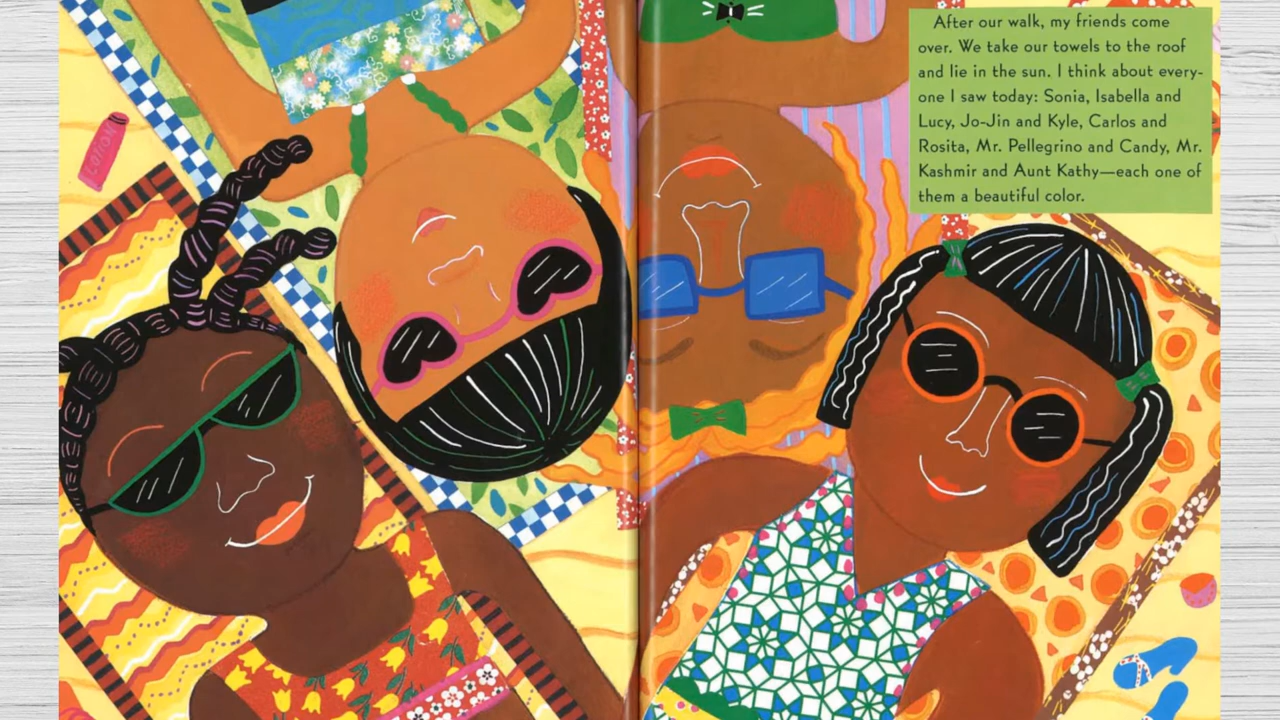 After our walk, my friends come
over. We take our towels to the roof
and lie in the sun. I think about every-
one I saw today: Sonia, Isabella and
Lucy, Jo-Jin and Kyle, Carlos and
Rosita, Mr. Pellegrino and Candy, Mr.
Kashmir and Aunt Kathy—each one of
them a beautiful color.
LOTION